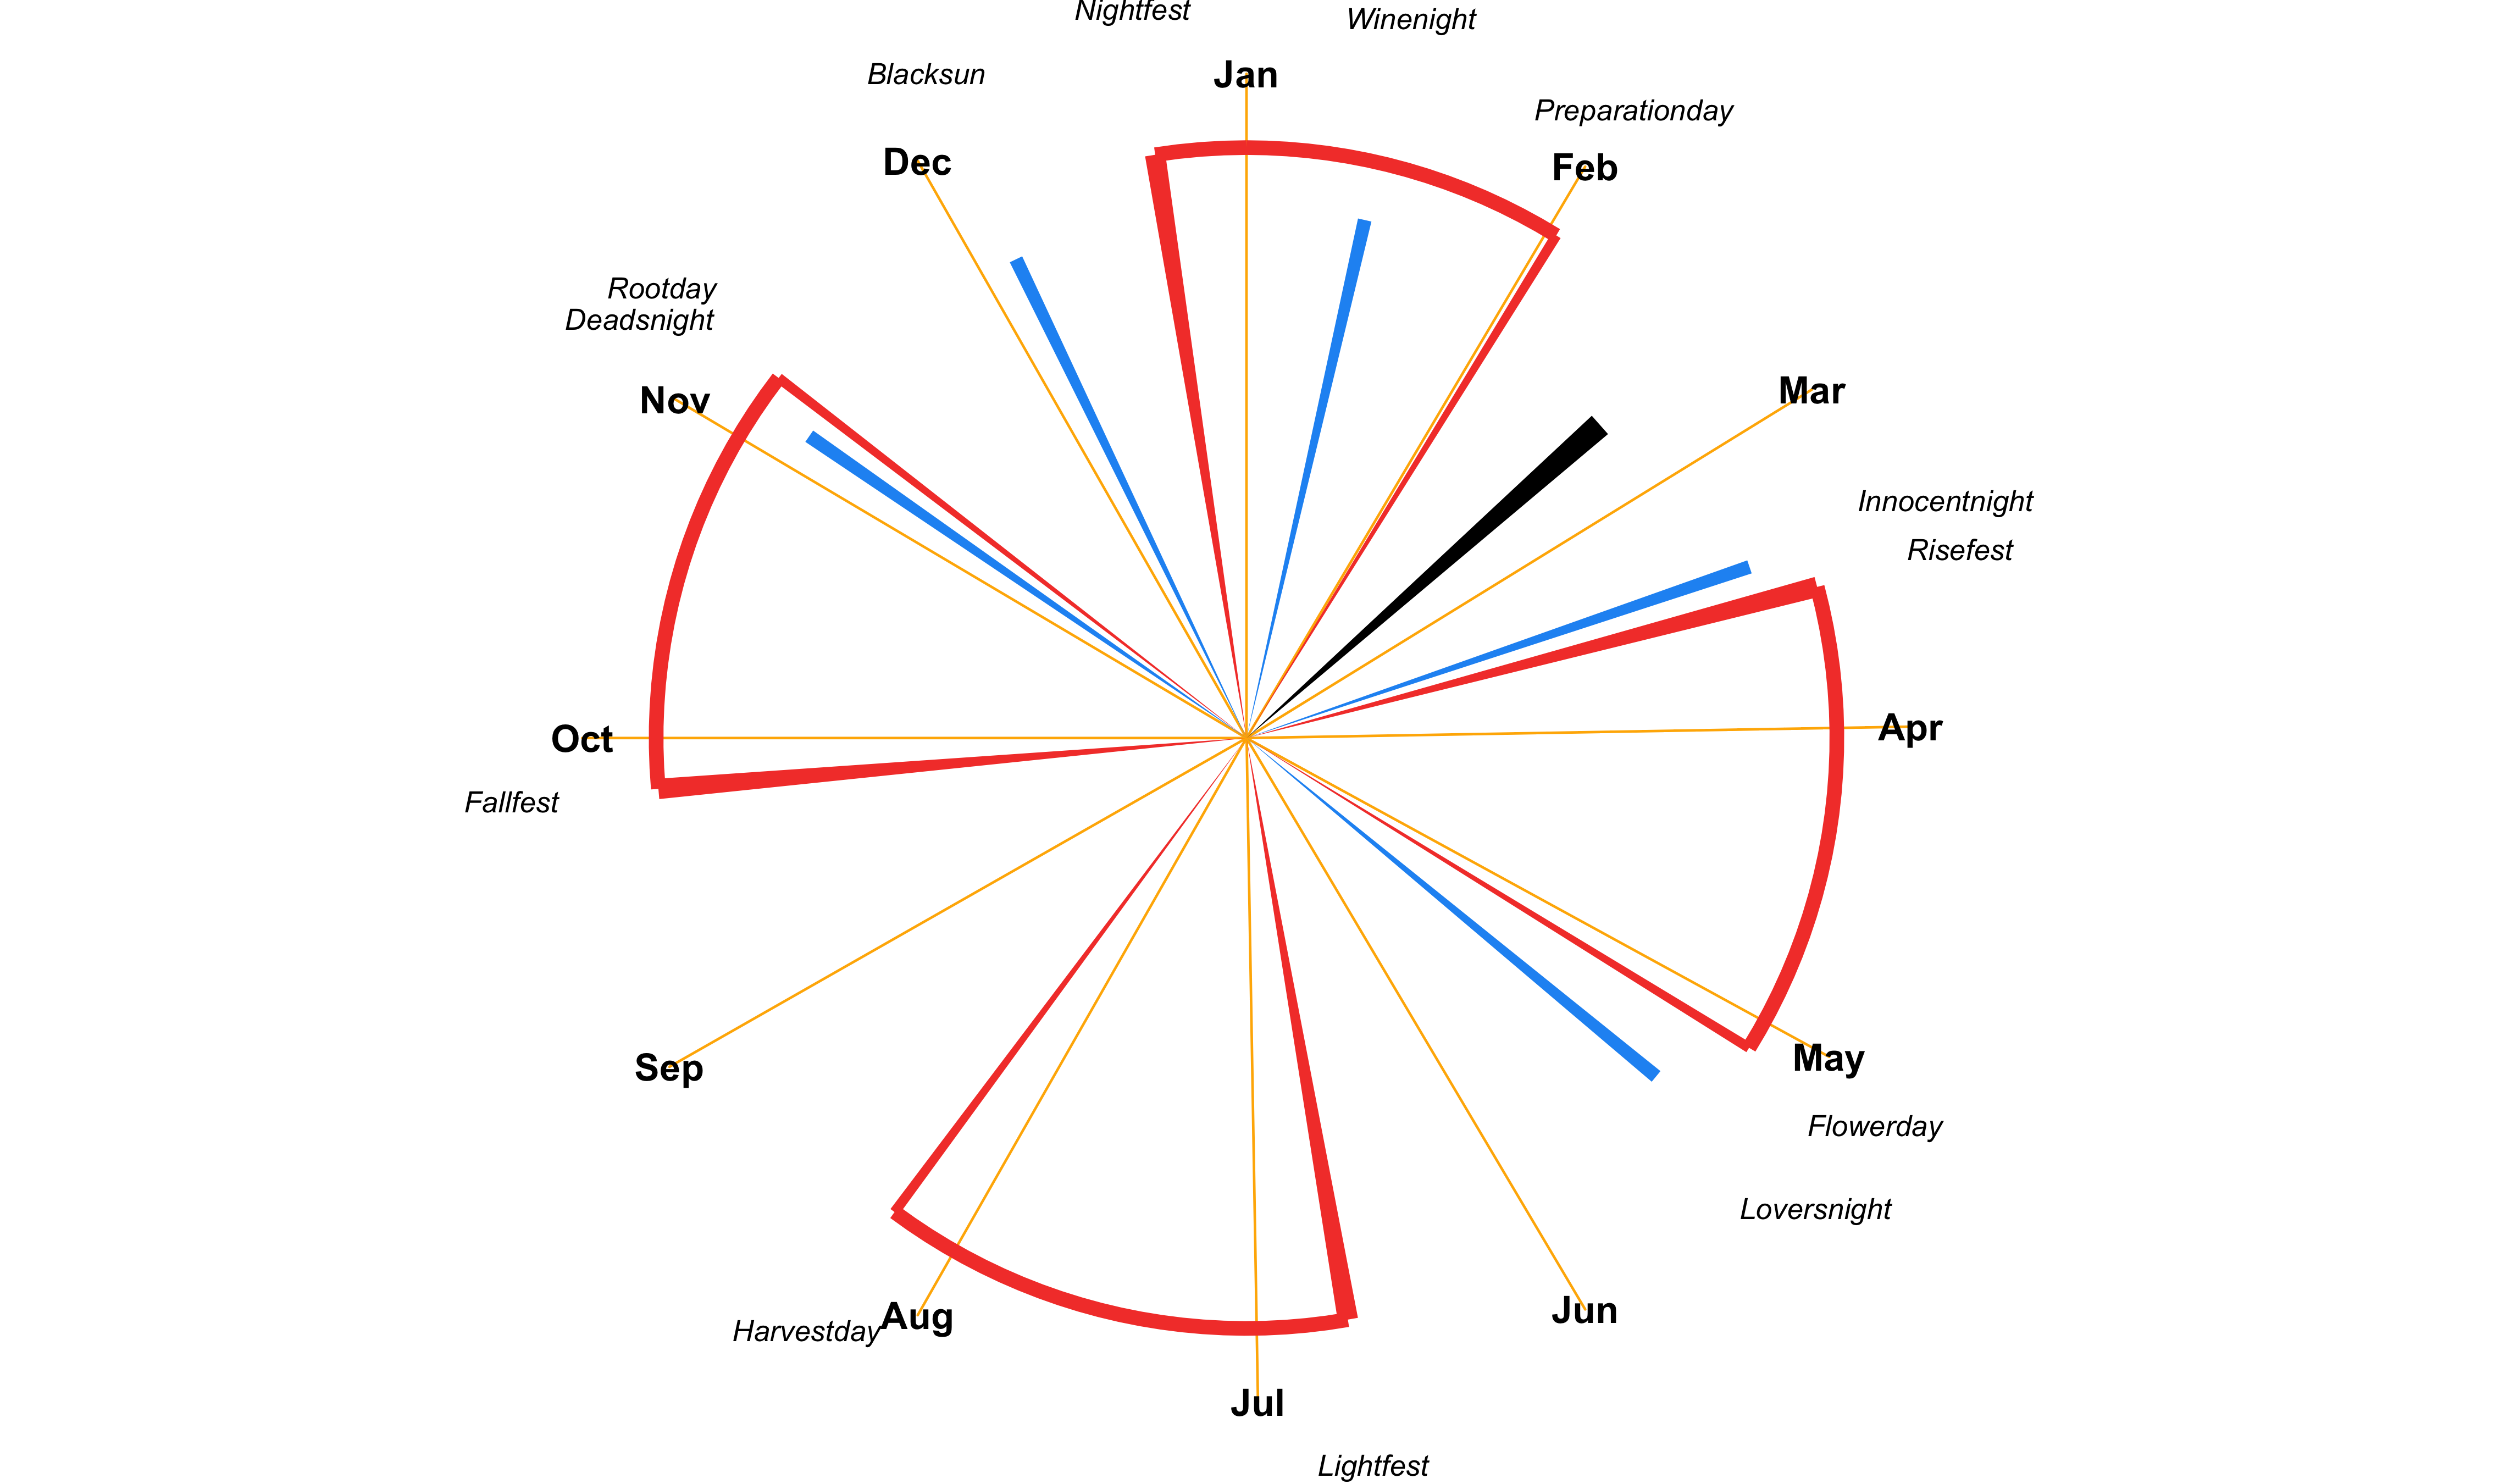 Nightfest
Winenight
Blacksun
Jan
Preparationday
Dec
Feb
Rootday
Deadsnight
Nov
Mar
Innocentnight
Risefest
Oct
Apr
Fallfest
Sep
May
Flowerday
Loversnight
Harvestday
Aug
Jun
Jul
Lightfest